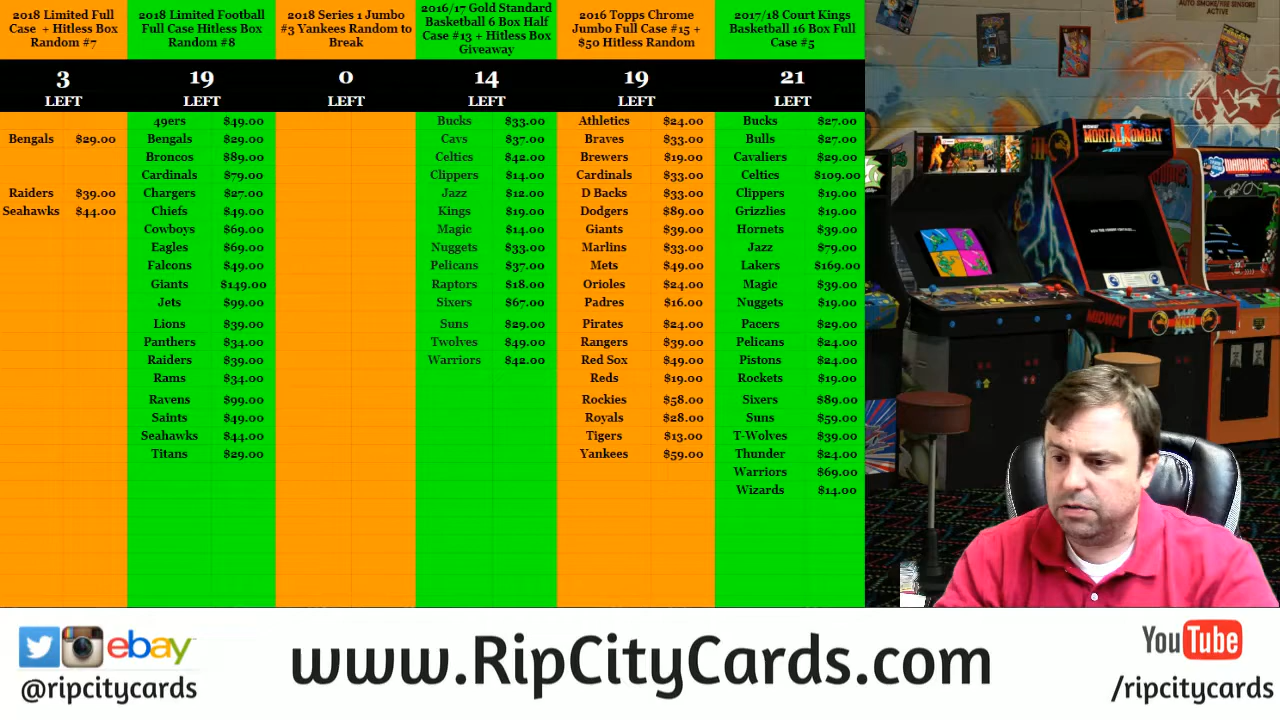 2018 Limited Full
Case + Hitless Box
Random #7
3
LEFT
Bengals $29.00
Raiders $39.00
Seahawks $44.00
2018 Limited Football
Full Case Hitless Box
Random #8
19
LEFT
49ers $49.00
Bengals $29.00
Broncos $89.00
Cardinals $79.00
Chargers $27.00
Chiefs $49.00
Cowboys $69.00
Eagles $69.00
Falcons $49.00
Giants $149.00
Jets $99.00
Lions $39.00
Panthers $34.00
Raiders $39.00
Rams $34.00
Ravens $99.00
Saints $49.00
Seahawks $44.00
Titans $29.00
2018 Series 1 Jumbo
#3 Yankees Random to
Break
0
LEFT
2016/17 Gold Standard
Basketball 6 Box Half
Case #13 + Hitless Box
Giveaway
14
LEFT
Bucks $33.00
Cavs $37.00
Celtics $42.00
Clippers $14.00
Jazz $12.00
Kings $19.00
Magic $14.00
Nuggets $33.00
Pelicans $37.00
Raptors $18.00
Sixers $67.00
Suns $29.00
Twolves $49.00
Warriors $42.00
2016 Topps Chrome
Jumbo Full Case #15 +
$50 Hitless Random
19
LEFT
Athletics $24.00
Braves $33.00
Brewers $19.00
Cardinals $33.00
D Backs $33.00
Dodgers $89.00
Giants $39.00
Marlins $33.00
Mets $49.00
Orioles $24.00
Padres $16.00
Pirates $24.00
Rangers $39.00
Red Sox $49.00
Reds $19.00
Rockies $58.00
Royals $28.00
Tigers $13.00
Yankees $59.00
2017/18 Court Kings
Basketball 16 Box Full
Case #5
21
LEFT
Bucks $27.00
Bulls $27.00
Cavaliers $29.00
Celtics $109.00
Clippers $19.00
Grizzlies $19.00
Hornets $39.00
Jazz $79.00
Lakers $169.00
Magic $39.00
Nuggets $19.00
Pacers $29.00
Pelicans $24.00
Pistons $24.00
Rockets $19.00
Sixers $89.00
Suns $59.00
T-Wolves $39.00
Thunder $24.00
Warriors $69.00
Wizards $14.00
MORTAL KOMBAT
MARIO BROS
MIDWAY
ebay
@ripcitycards
www.RipCityCards.com
YouTube
/ripcitycards